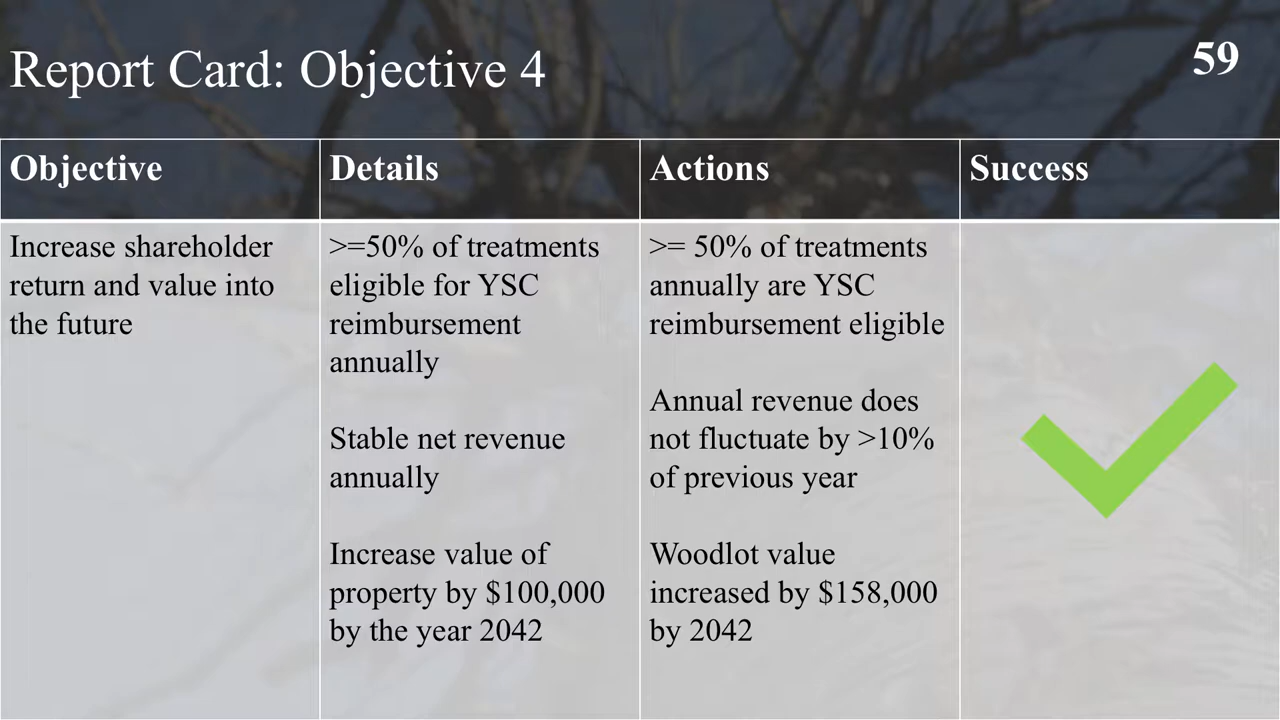 Report Card: Objective 4
59
Objective
Details
Actions
Success
Increase shareholder
return and value into
the future
>=50% of treatments
eligible for YSC
reimbursement
annually
Stable net revenue
annually
Increase value of
property by $100,000
by the year 2042
>= 50% of treatments
annually are YSC
reimbursement eligible
Annual revenue does
not fluctuate by >10%
of previous year
Woodlot value
increased by $158,000
by 2042